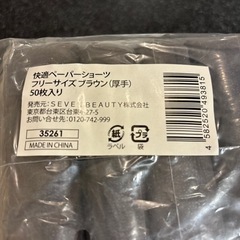 快適ペーパーショーツ
フリーサイズ ブラウン(厚手)
50枚入り
発売元:SEVEN BEAUTY株式会社
東京都台東区台東4-27-5
お問い合せ先:0120-742-999
35261
MADE IN CHINA
紙
ラベル
プラ
袋
4582520493815